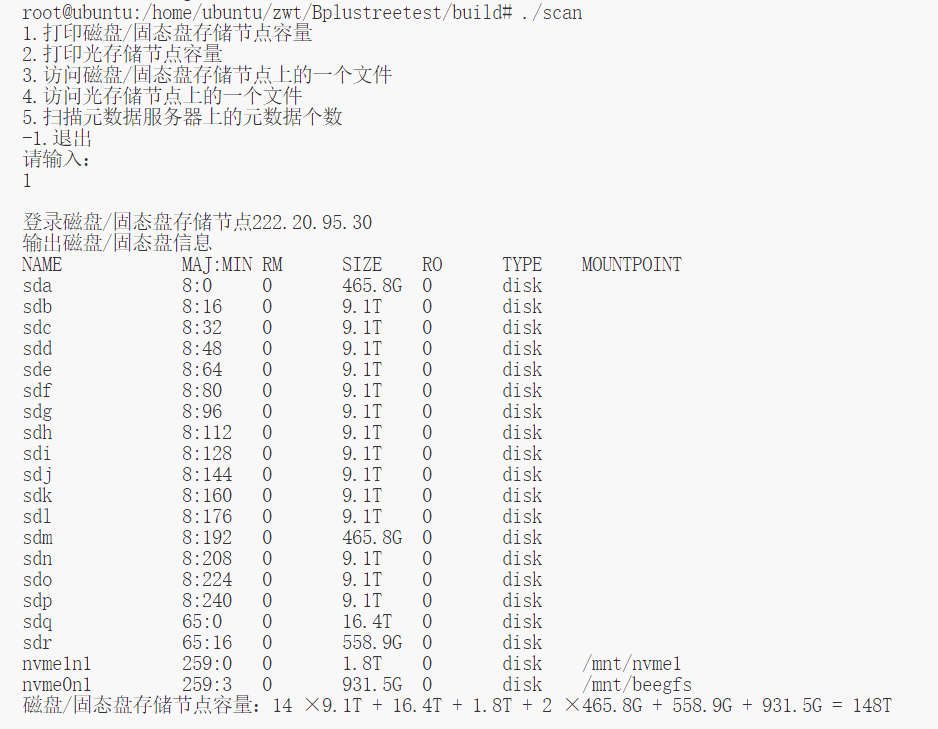 root@ubuntu:/home/ubuntu/zwt/Bplustreetest/build# ./scan
1.打印磁盘/固态盘存储节点容量
2.打印光存储节点容量
3.访问磁盘/固态盘存储节点上的一个文件
4.访问光存储节点上的一个文件
5.扫描元数据服务器上的元数据个数
-1.退出
请输入:
1
登录磁盘/固态盘存储节点222.20.95.30
输出磁盘/固态盘信息
NAME MAJ:MIN RM SIZE RO TYPE MOUNTPOINT
sda 8:0 0 465.8G 0 disk
sdb 8:16 0 9.1T 0 disk
sdc 8:32 0 9.1T 0 disk
sdd 8:48 0 9.1T 0 disk
sde 8:64 0 9.1T 0 disk
sdf 8:80 0 9.1T 0 disk
sdg 8:96 0 9.1T 0 disk
sdh 8:112 0 9.1T 0 disk
sdi 8:128 0 9.1T 0 disk
sdj 8:144 0 9.1T 0 disk
sdk 8:160 0 9.1T 0 disk
sdl 8:176 0 9.1T 0 disk
sdm 8:192 0 465.8G 0 disk
sdn 8:208 0 9.1T 0 disk
sdo 8:224 0 9.1T 0 disk
sdp 8:240 0 9.1T 0 disk
sdq 65:0 0 16.4T 0 disk
sdr 65:16 0 558.9G 0 disk
nvme1n1 259:0 0 1.8T 0 disk /mnt/nvme1
nvme0n1 259:3 0 931.5G 0 disk /mnt/beegfs
磁盘/固态盘存储节点容量: 14 ×9.1T + 16.4T + 1.8T + 2 ×465.8G + 558.9G + 931.5G = 148T